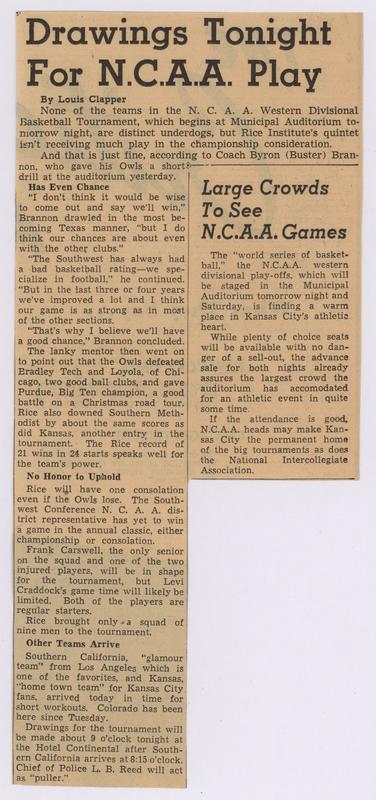 Drawings Tonight
For N.C.A.A. Play
By Louis Clapper
None of the teams in the N. C. A. A. Western Divisional
Basketball Tournament, which begins at Municipal Auditorium to-
morrow night, are distinct underdogs, but Rice Institute's quintet
isn't receiving much play in the championship consideration.
And that is just fine, according to Coach Byron (Buster) Bran-
non, who gave his Owls a short
drill at the auditorium yesterday.
Has Even Chance
"I don't think it would be wise
to come out and say we'll win,"
Brannon drawled in the most be-
coming Texas manner, "but I do
think our chances are about even
with the other clubs."
"The Southwest has always had
a bad basketball rating—we spe-
cialize in football," he continued.
"But in the last three or four years
we've improved a lot and I think
our game is as strong as in most
of the other sections.
"That's why I believe we'll have
a good chance," Brannon concluded.
The lanky mentor then went on
to point out that the Owls defeated
Bradley Tech and Loyola, of Chi-
cago, two good ball clubs, and gave
Purdue, Big Ten champion, a good
battle on a Christmas road tour.
Rice also downed Southern Meth-
odist by about the same scores as
did Kansas, another entry in the
tournament. The Rice record of
21 wins in 24 starts speaks well for
the team's power.
No Honor to Uphold
Rice will have one consolation
even if the Owls lose. The South-
west Conference N. C. A. A. dis-
trict representative has yet to win
a game in the annual classic, either
championship or consolation.
Frank Carswell, the only senior
on the squad and one of the two
injured players, will be in shape
for the tournament, but Levi
Craddock's game time will likely be
limited. Both of the players are
regular starters.
Rice brought only a squad of
nine men to the tournament.
Other Teams Arrive
Southern California, "glamour
team" from Los Angeles which is
one of the favorites, and Kansas,
"home town team" for Kansas City
fans, arrived today in time for
short workouts. Colorado has been
here since Tuesday.
Drawings for the tournament will
be made about 9 o'clock tonight at
the Hotel Continental after South-
ern California arrives at 8:15 o'clock.
Chief of Police L. B. Reed will act
as "puller."
Large Crowds
To See
N.C.A.A. Games
The "world series of basket-
ball," the N.C.A.A. western
division play-offs, which will
be staged in the Municipal
Auditorium tomorrow night and
Saturday, is finding a warm
place in Kansas City's athletic
heart.
While plenty of choice seats
will be available with no dan-
ger of a sell-out, the advance
sale for both nights already
assures the largest crowd the
auditorium has accomodated
for an athletic event in quite
some time.
If the attendance is good,
N.C.A.A. heads may make Kan-
sas City the permanent home
of the big tournaments as does
the National Intercollegiate
Association.